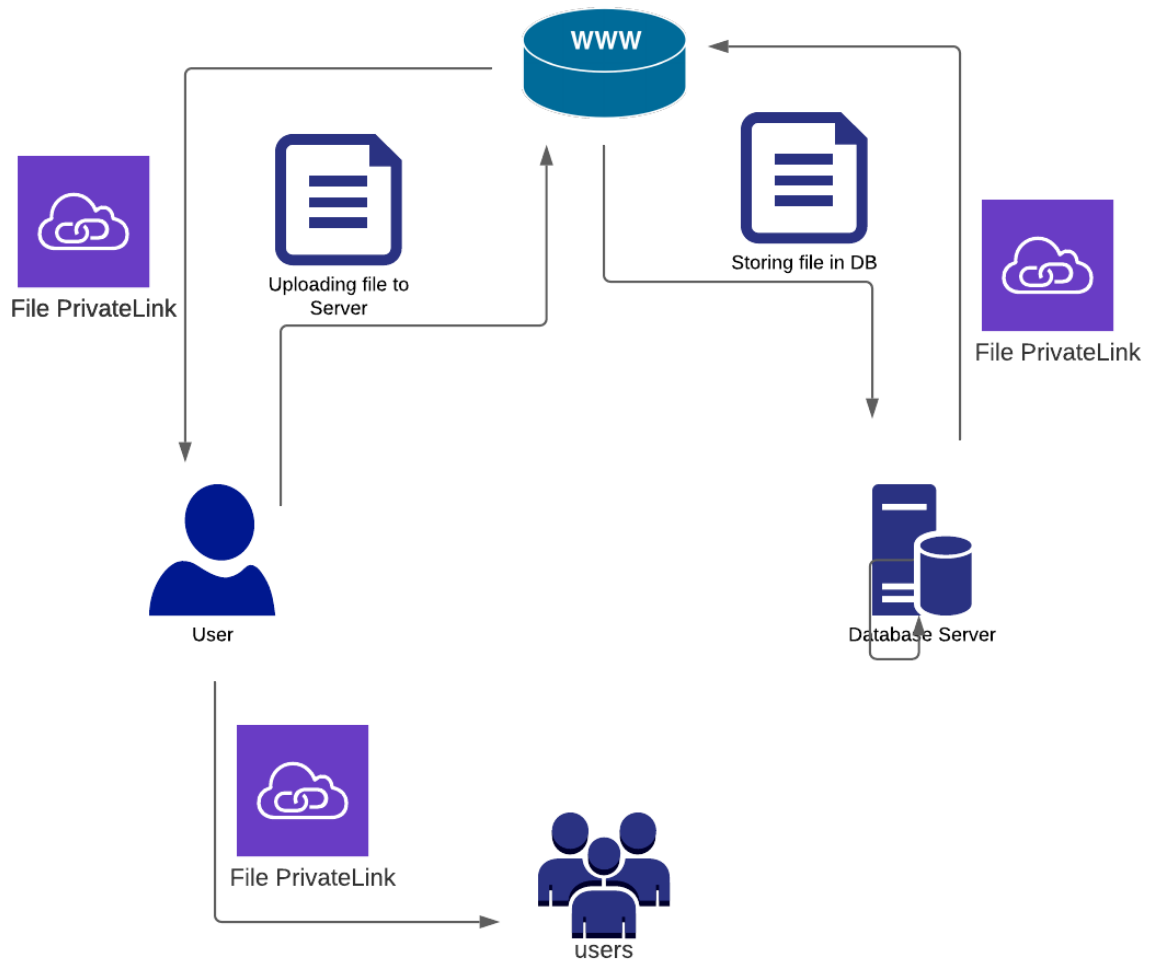 WWW
Uploading file to
Server
Storing file in DB
File PrivateLink
File PrivateLink
User
Database Server
File PrivateLink
users